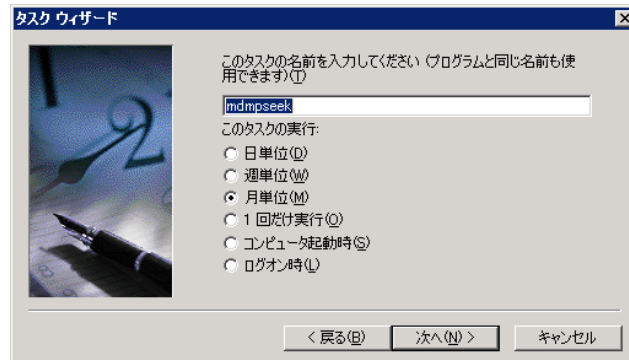 タスク ウィザード
このタスクの名前を入力してください (プログラムと同じ名前も使
用できます)(T)
mdmpseek
このタスクの実行:
日単位(D)
週単位(W)
月単位(M)
1 回だけ実行(O)
コンピュータ起動時(S)
ログオン時(L)
< 戻る(B)
次へ(N) >
キャンセル